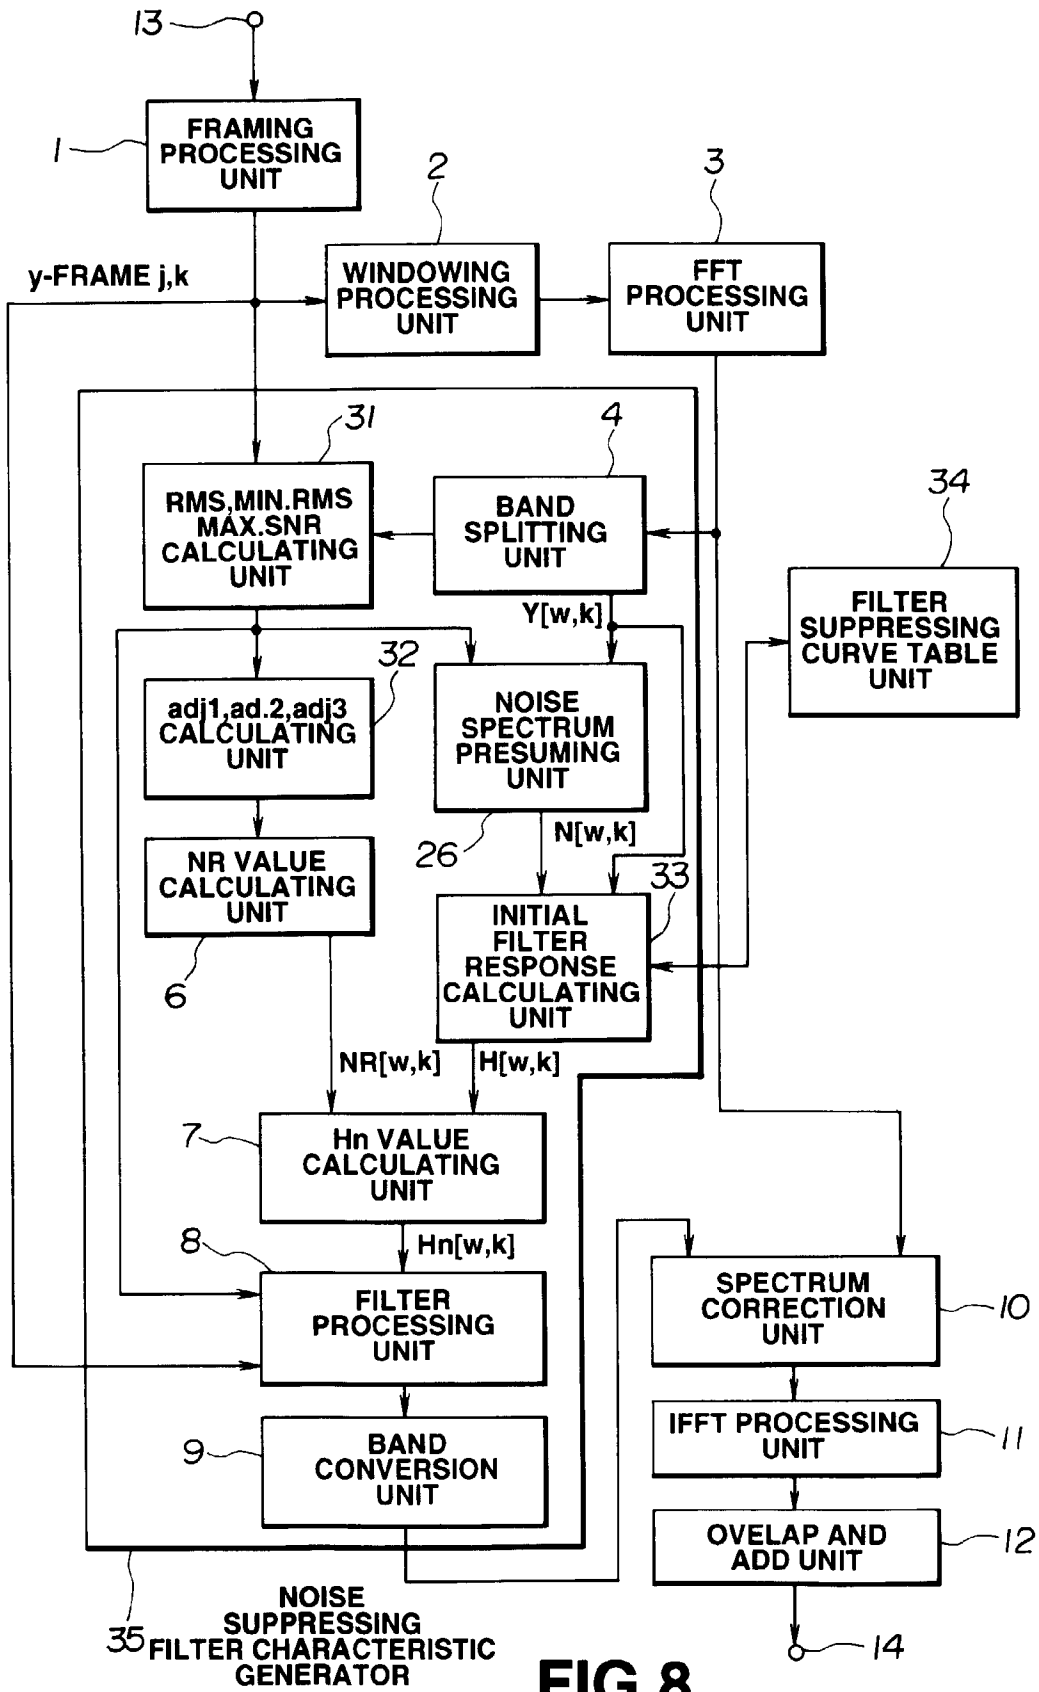 13
FRAMING
PROCESSING
UNIT
1
2
3
y-FRAME j,k
WINDOWING
PROCESSING
UNIT
FFT
PROCESSING
UNIT
31
4
34
RMS,MIN.RMS
MAX.SNR
CALCULATING
UNIT
BAND
SPLITTING
UNIT
Y[w,k]
FILTER
SUPPRESSING
CURVE TABLE
UNIT
32
adj1,ad.2,adj3
CALCULATING
UNIT
NOISE
SPECTRUM
PRESUMING
UNIT
26
N[w,k]
33
NR VALUE
CALCULATING
UNIT
6
INITIAL
FILTER
RESPONSE
CALCULATING
UNIT
NR[w,k]
H[w,k]
7
Hn VALUE
CALCULATING
UNIT
8
Hn[w,k]
FILTER
PROCESSING
UNIT
SPECTRUM
CORRECTION
UNIT
10
9
BAND
CONVERSION
UNIT
IFFT PROCESSING
UNIT
11
OVELAP AND
ADD UNIT
12
14
35
NOISE
SUPPRESSING
FILTER CHARACTERISTIC
GENERATOR
FIG.8